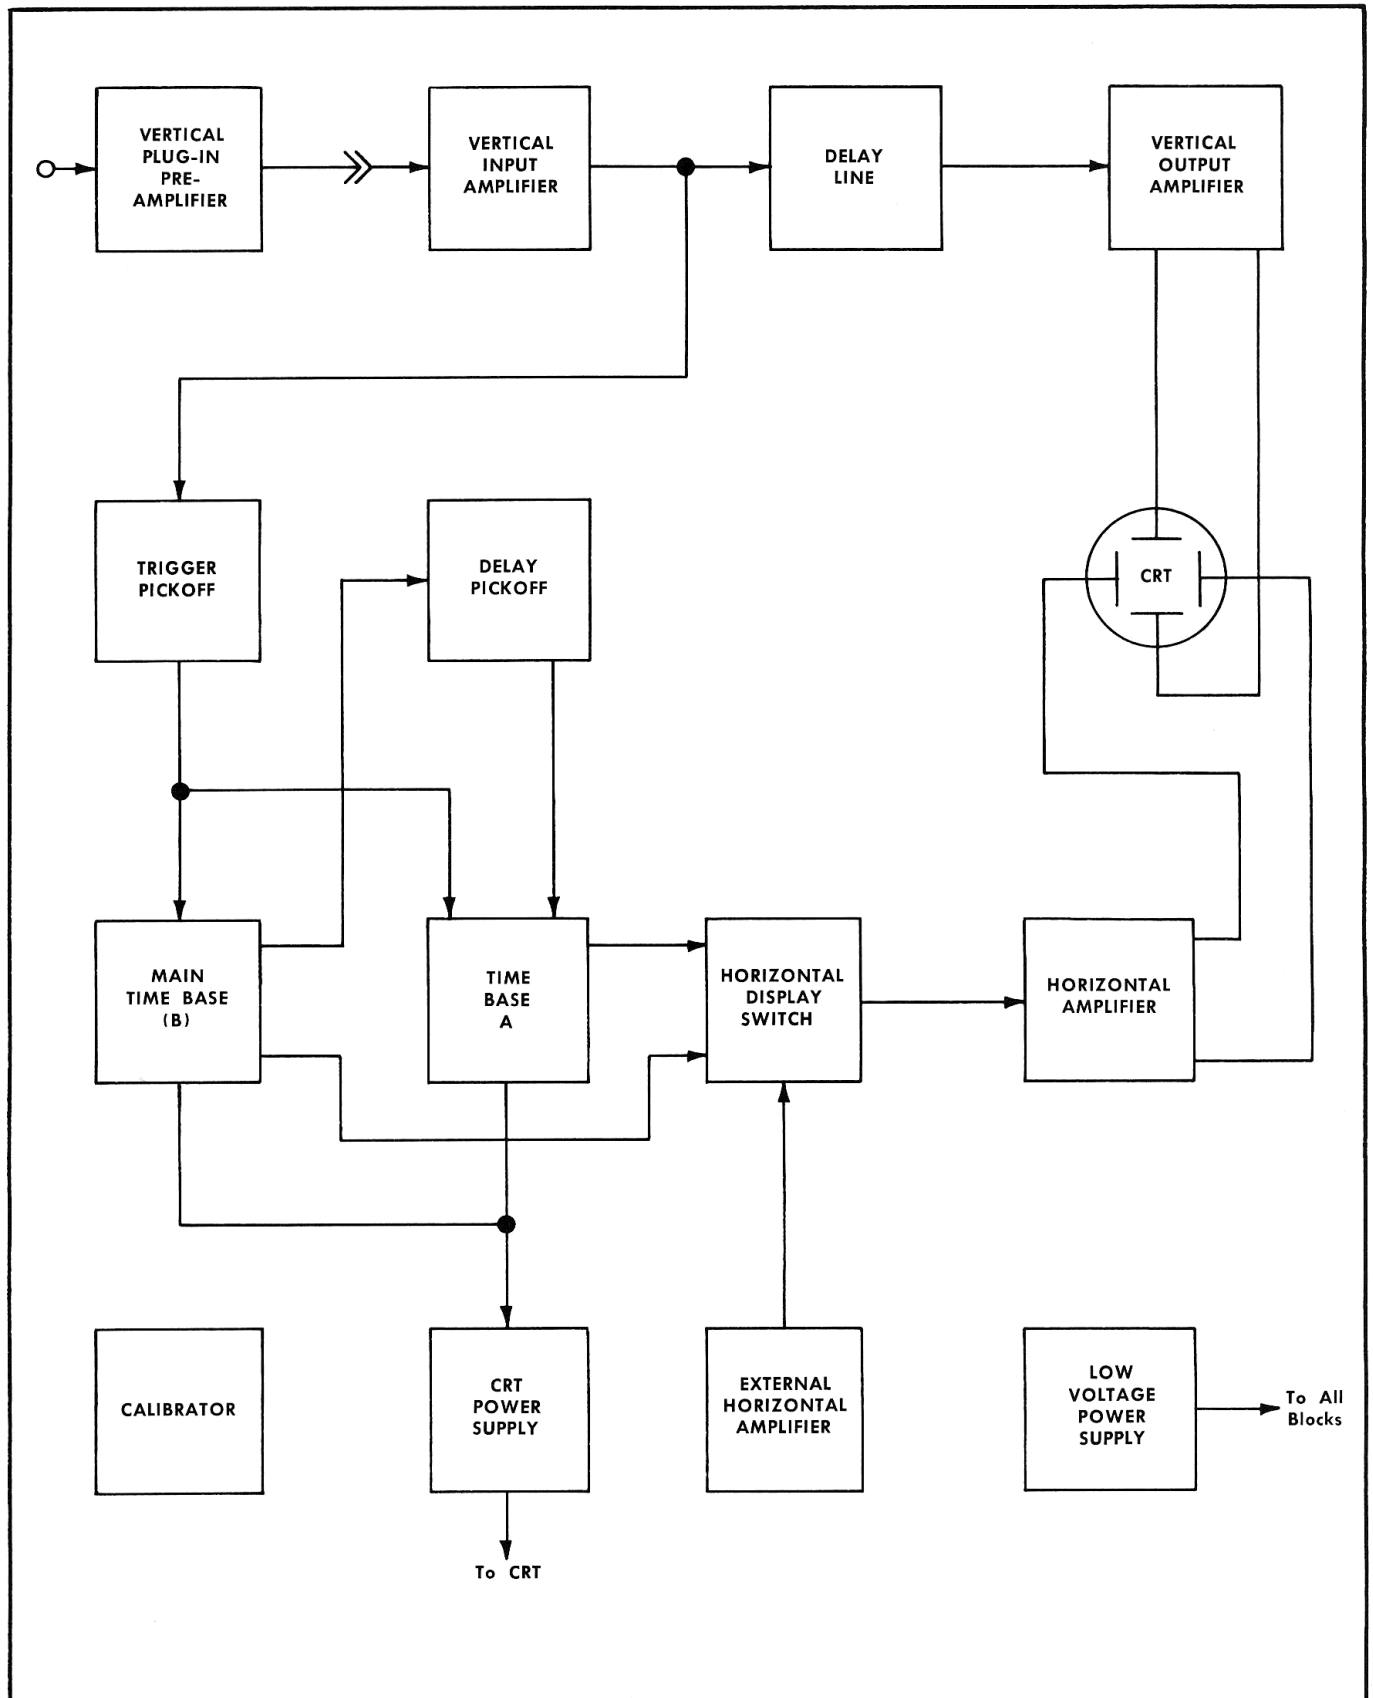 VERTICAL
PLUG-IN
PRE-
AMPLIFIER
VERTICAL
INPUT
AMPLIFIER
DELAY
LINE
VERTICAL
OUTPUT
AMPLIFIER
TRIGGER
PICKOFF
DELAY
PICKOFF
CRT
MAIN
TIME BASE
(B)
TIME
BASE
A
HORIZONTAL
DISPLAY
SWITCH
HORIZONTAL
AMPLIFIER
CALIBRATOR
CRT
POWER
SUPPLY
EXTERNAL
HORIZONTAL
AMPLIFIER
LOW
VOLTAGE
POWER
SUPPLY
To All
Blocks
To CRT